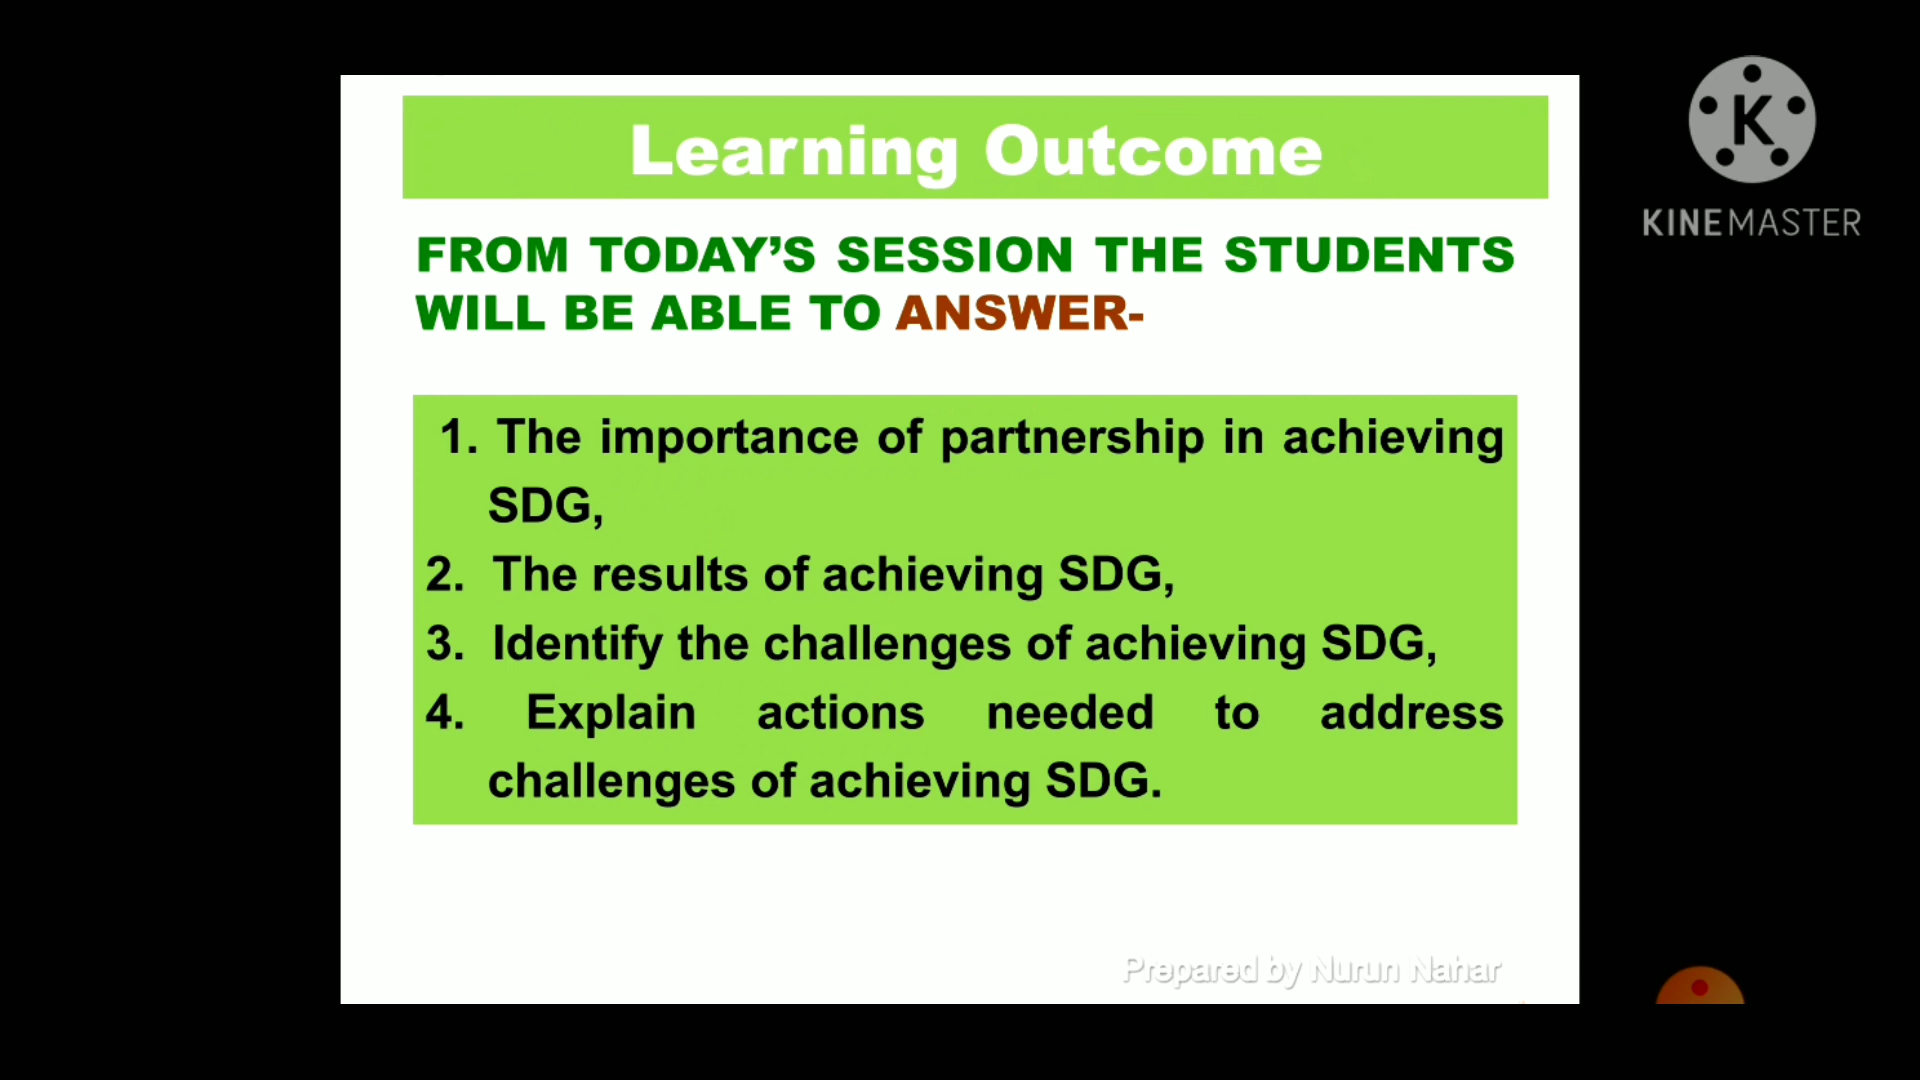 Learning Outcome
FROM TODAY’S SESSION THE STUDENTS
WILL BE ABLE TO ANSWER-
1. The importance of partnership in achieving
SDG,
2. The results of achieving SDG,
3. Identify the challenges of achieving SDG,
4. Explain actions needed to address
challenges of achieving SDG.
Prepared by Nurun Nahar
K
KINEMASTER